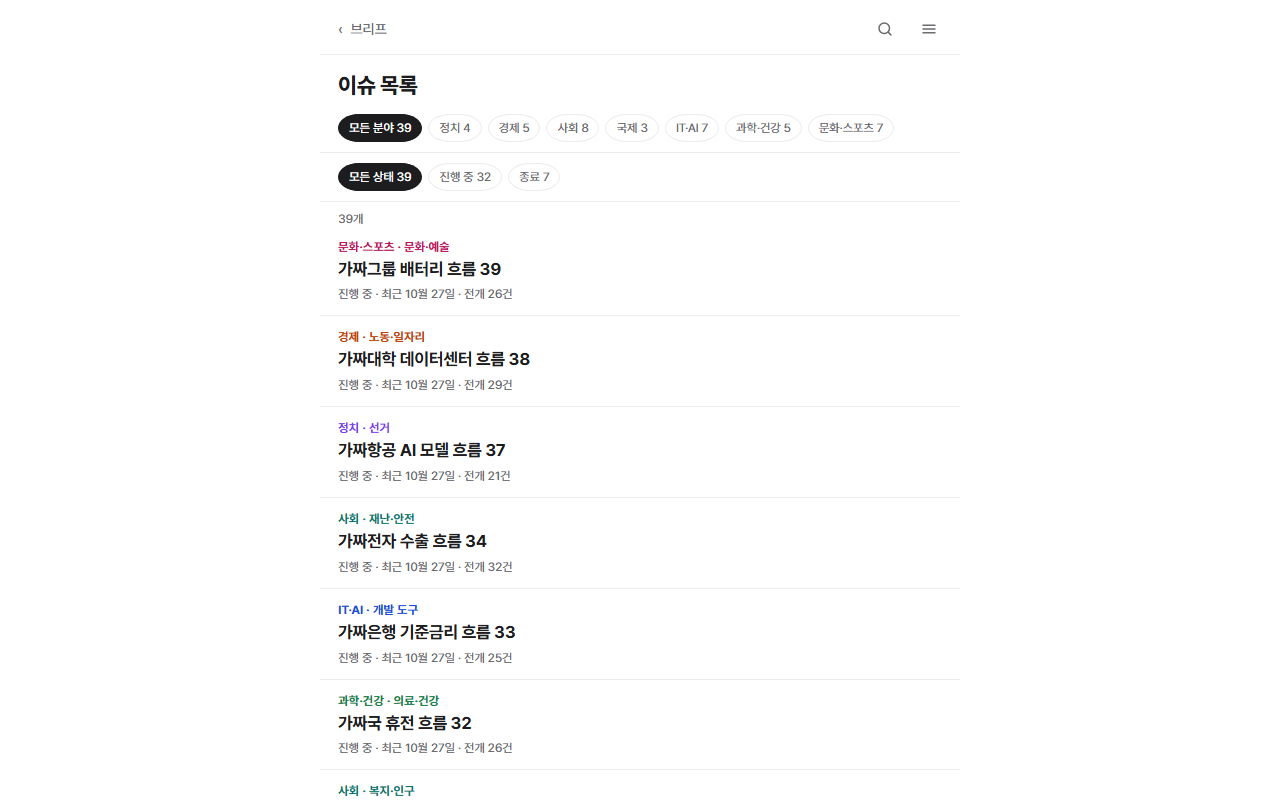 ‹ 브리프
이슈 목록
모든 분야 39 정치 4 경제 5 사회 8 국제 3 IT·AI 7 과학·건강 5 문화·스포츠 7
모든 상태 39 진행 중 32 종료 7
39개
문화·스포츠 · 문화·예술
가짜그룹 배터리 흐름 39
진행 중 · 최근 10월 27일 · 전개 26건
경제 · 노동·일자리
가짜대학 데이터센터 흐름 38
진행 중 · 최근 10월 27일 · 전개 29건
정치 · 선거
가짜항공 AI 모델 흐름 37
진행 중 · 최근 10월 27일 · 전개 21건
사회 · 재난·안전
가짜전자 수출 흐름 34
진행 중 · 최근 10월 27일 · 전개 32건
IT·AI · 개발 도구
가짜은행 기준금리 흐름 33
진행 중 · 최근 10월 27일 · 전개 25건
과학·건강 · 의료·건강
가짜국 휴전 흐름 32
진행 중 · 최근 10월 27일 · 전개 26건
사회 · 복지·인구